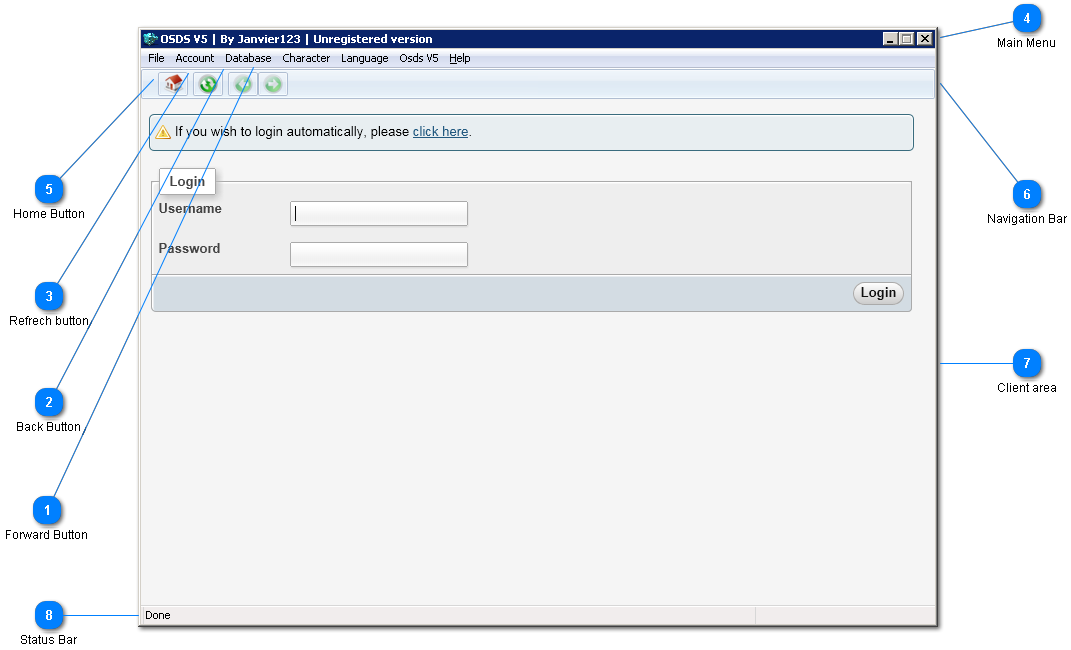 4
Main Menu
OSDS V5 | By Janvier123 | Unregistered version
File Account Database Character Language Osds V5 Help
If you wish to login automatically, please click here.
5
Home Button
6
Navigation Bar
Login
Username
Password
Login
3
Refrech button
7
Client area
2
Back Button
1
Forward Button
8
Status Bar
Done